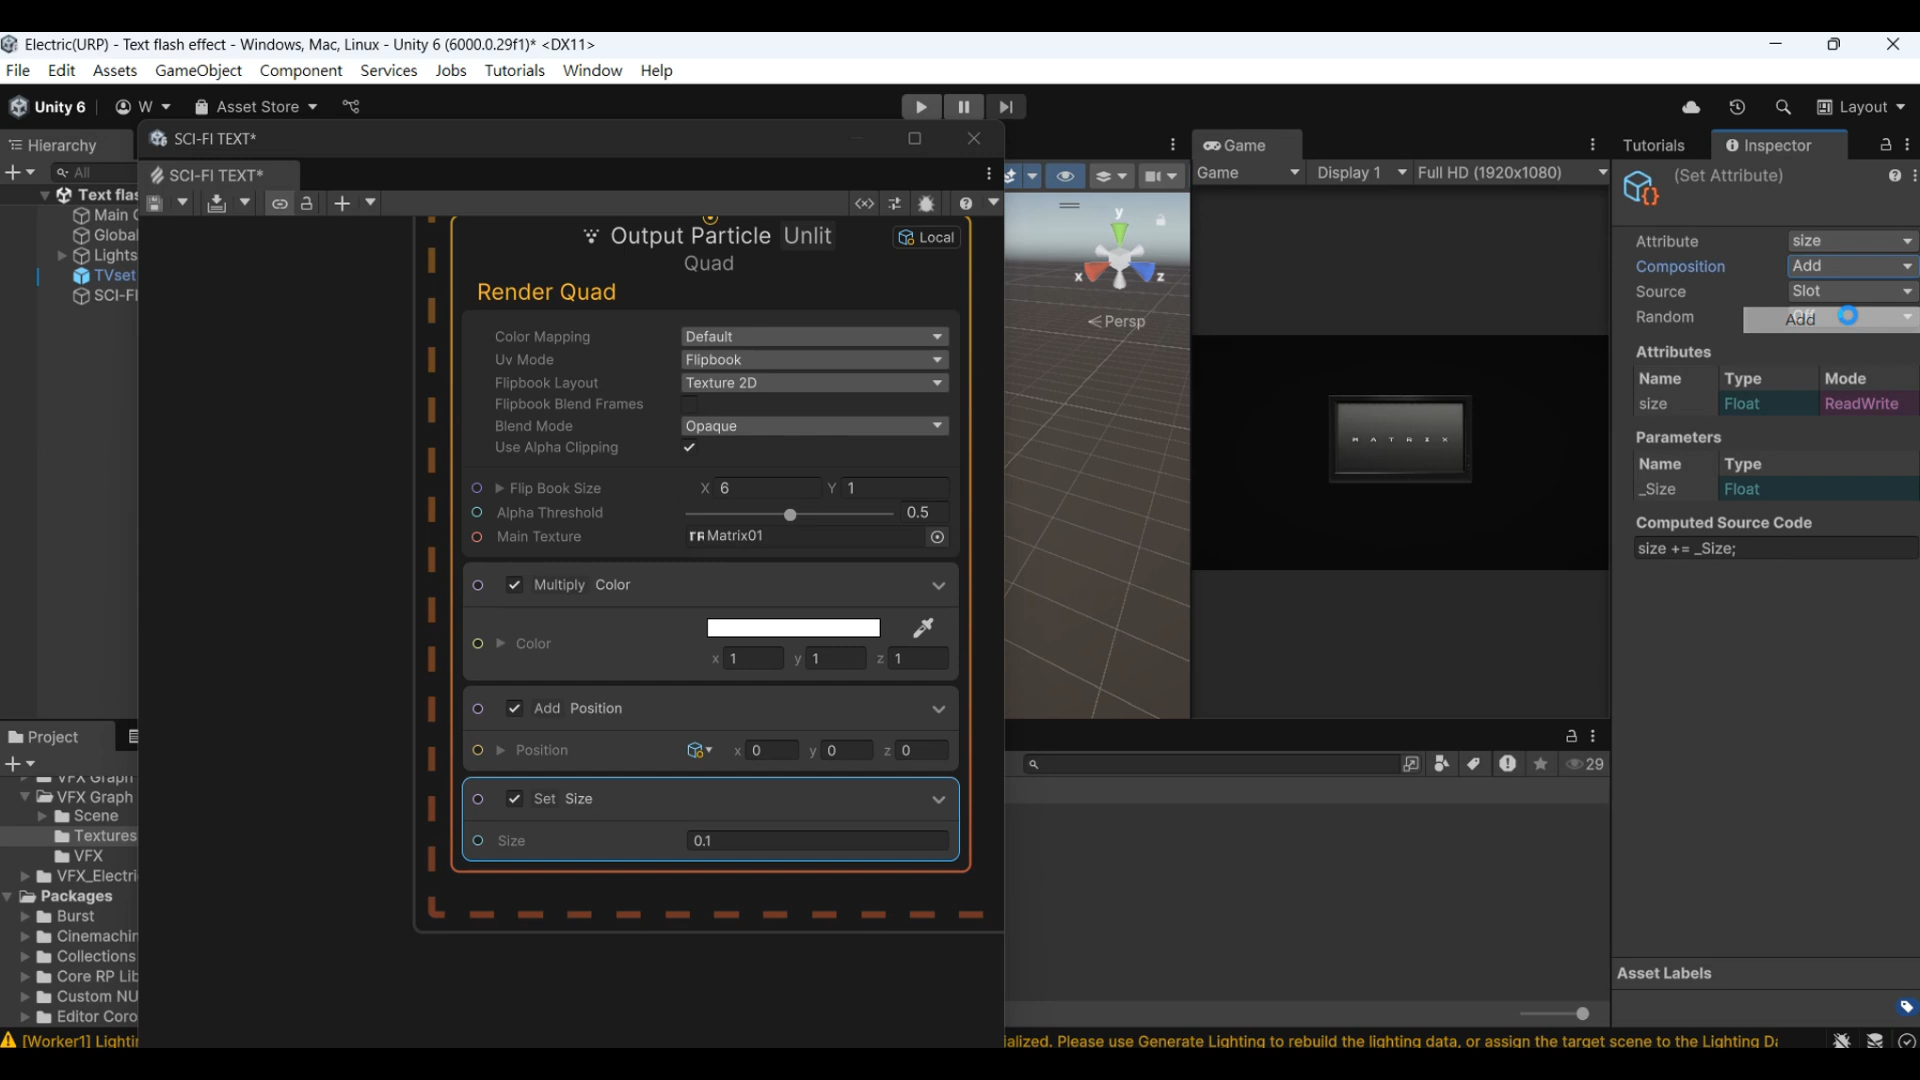 Electric(URP) - Text flash effect - Windows, Mac, Linux - Unity 6 (6000.0.29f1)* <DX11>
File Edit Assets GameObject Component Services Jobs Tutorials Window Help
Unity 6 W Asset Store Layout
Hierarchy
All
Text flas
Main C
Global
Lights
TVset
SCI-FI
SCI-FI TEXT*
SCI-FI TEXT*
Output Particle Unlit
Local
Quad
Render Quad
Color Mapping Default
Uv Mode Flipbook
Flipbook Layout Texture 2D
Flipbook Blend Frames
Blend Mode Opaque
Use Alpha Clipping
Flip Book Size X 6 Y 1
Alpha Threshold 0.5
Main Texture Matrix01
Multiply Color
Color
x 1 y 1 z 1
Add Position
Position x 0 y 0 z 0
Set Size
Size 0.1
y
x z
Persp
Game
Game Display 1 Full HD (1920x1080)
M A T R I X
Tutorials Inspector
(Set Attribute)
Attribute size
Composition Add
Source Slot
Random Off
Add
Attributes
Name Type Mode
size Float ReadWrite
Parameters
Name Type
_Size Float
Computed Source Code
size += _Size;
Asset Labels
Project
VFX Graph
VFX Graph
Scene
Textures
VFX
VFX_Electri
Packages
Burst
Cinemachin
Collections
Core RP Lib
Custom NU
Editor Coro
29
[Worker1] Lightin
ialized. Please use Generate Lighting to rebuild the lighting data, or assign the target scene to the Lighting Da